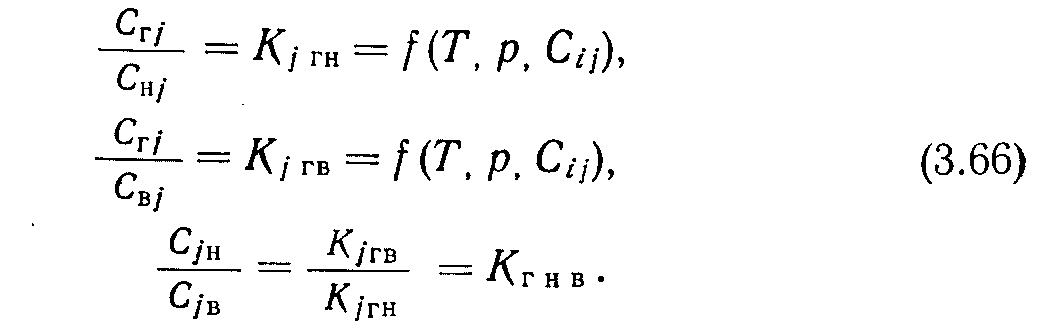 C_{гj} / C_{нj} = K_{j гн} = f (T, p, C_{ij}),
C_{гj} / C_{вj} = K_{j гв} = f (T, p, C_{ij}), (3.66)
C_{jн} / C_{jв} = K_{jгв} / K_{jгн} = K_{г н в}.